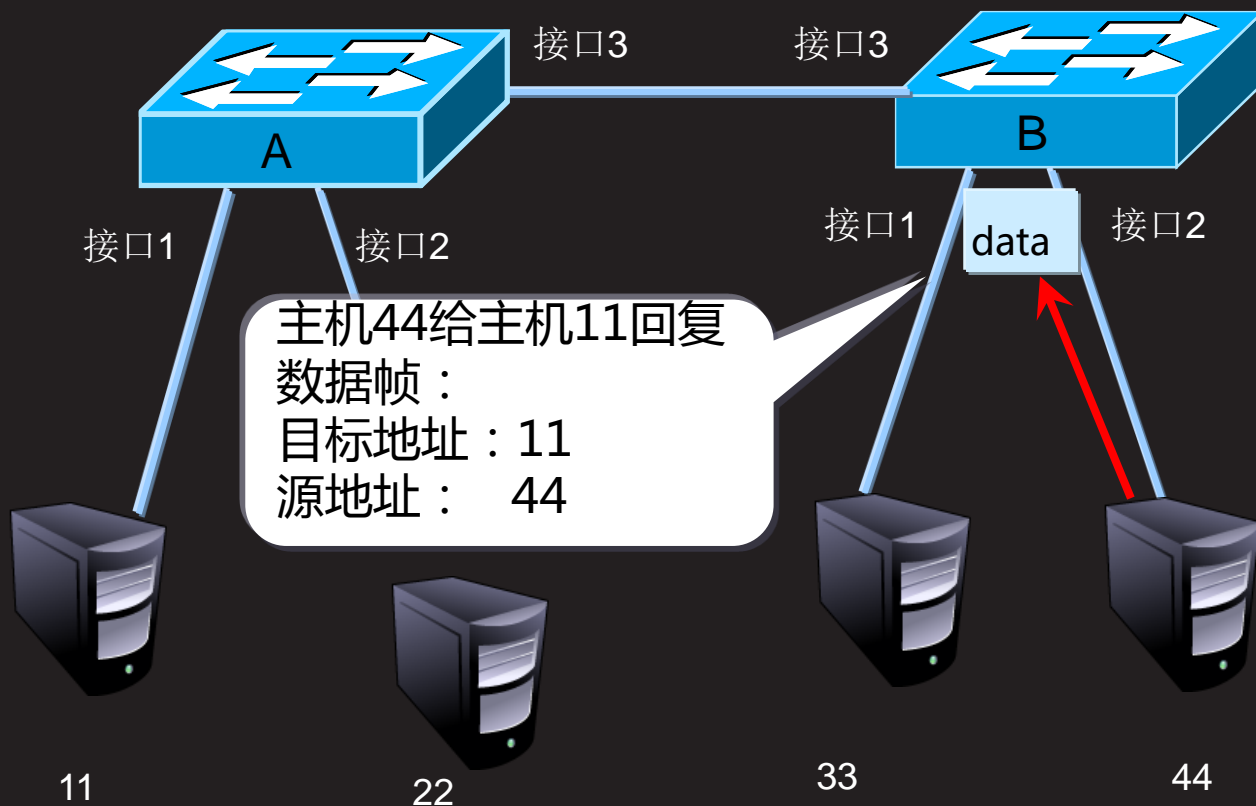 接口3
接口3
A
B
接口1
接口2
接口1
data
接口2
主机44给主机11回复
数据帧：
目标地址：11
源地址： 44
11
22
33
44